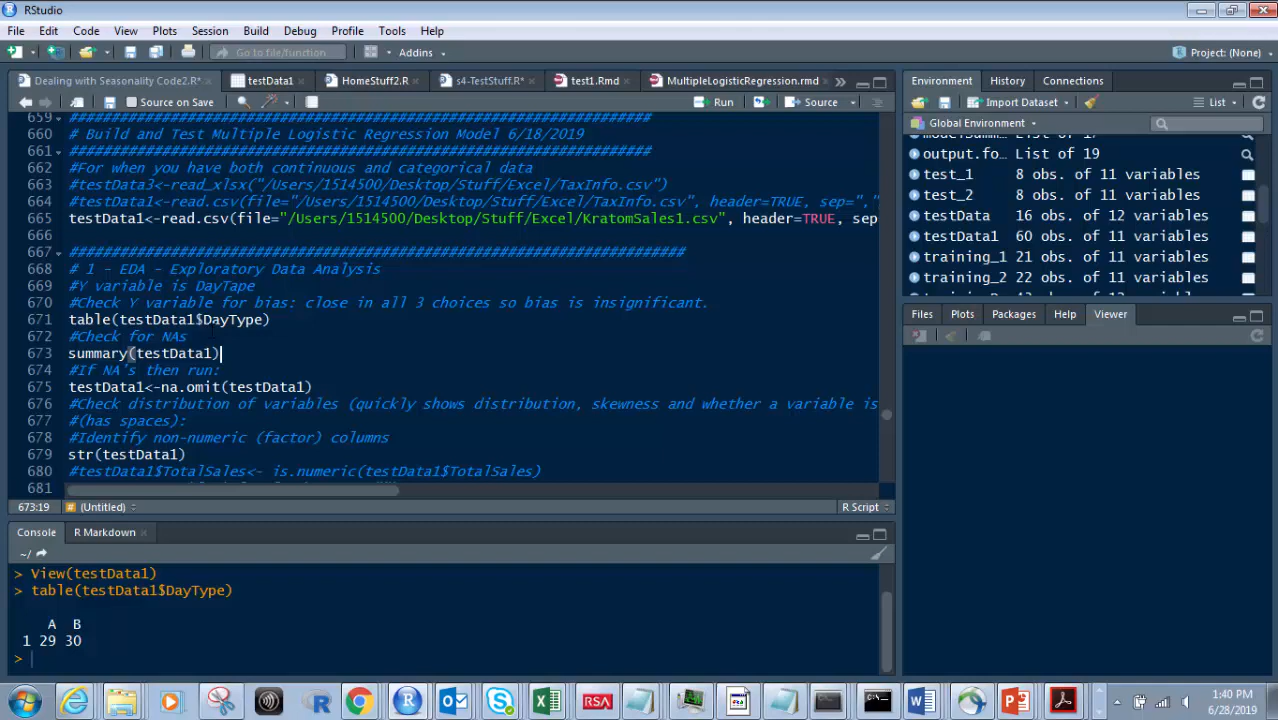 RStudio
File Edit Code View Plots Session Build Debug Profile Tools Help
Go to file/function Addins Project: (None)
Dealing with Seasonality Code2.R* testData1 HomeStuff2.R s4-TestStuff.R* test1.Rmd MultipleLogisticRegression.rmd
Source on Save Run Source
659 #####################################################################
660 # Build and Test Multiple Logistic Regression Model 6/18/2019
661 #####################################################################
662 #For when you have both continuous and categorical data
663 #testData3<-read_xlsx("/Users/1514500/Desktop/Stuff/Excel/TaxInfo.csv")
664 #testData1<-read.csv(file="/Users/1514500/Desktop/Stuff/Excel/TaxInfo.csv", header=TRUE, sep=",","
665 testData1<-read.csv(file="/Users/1514500/Desktop/Stuff/Excel/KratomSales1.csv", header=TRUE, sep
666
667 #########################################################################
668 # 1 - EDA - Exploratory Data Analysis
669 #Y variable is DayTape
670 #Check Y variable for bias: close in all 3 choices so bias is insignificant.
671 table(testData1$DayType)
672 #Check for NAs
673 summary(testData1)
674 #If NA's then run:
675 testData1<-na.omit(testData1)
676 #Check distribution of variables (quickly shows distribution, skewness and whether a variable is
677 #(has spaces):
678 #Identify non-numeric (factor) columns
679 str(testData1)
680 #testData1$TotalSales<- is.numeric(testData1$TotalSales)
681
673:19 # (Untitled) R Script
Console R Markdown
~/
> View(testData1)
> table(testData1$DayType)
A B
1 29 30
>
Environment History Connections
Import Dataset List
Global Environment
output.fo… List of 19
test_1 8 obs. of 11 variables
test_2 8 obs. of 11 variables
testData 16 obs. of 12 variables
testData1 60 obs. of 12 variables
training_1 21 obs. of 11 variables
training_2 22 obs. of 11 variables
Files Plots Packages Help Viewer
RSA
1:40 PM
6/28/2019